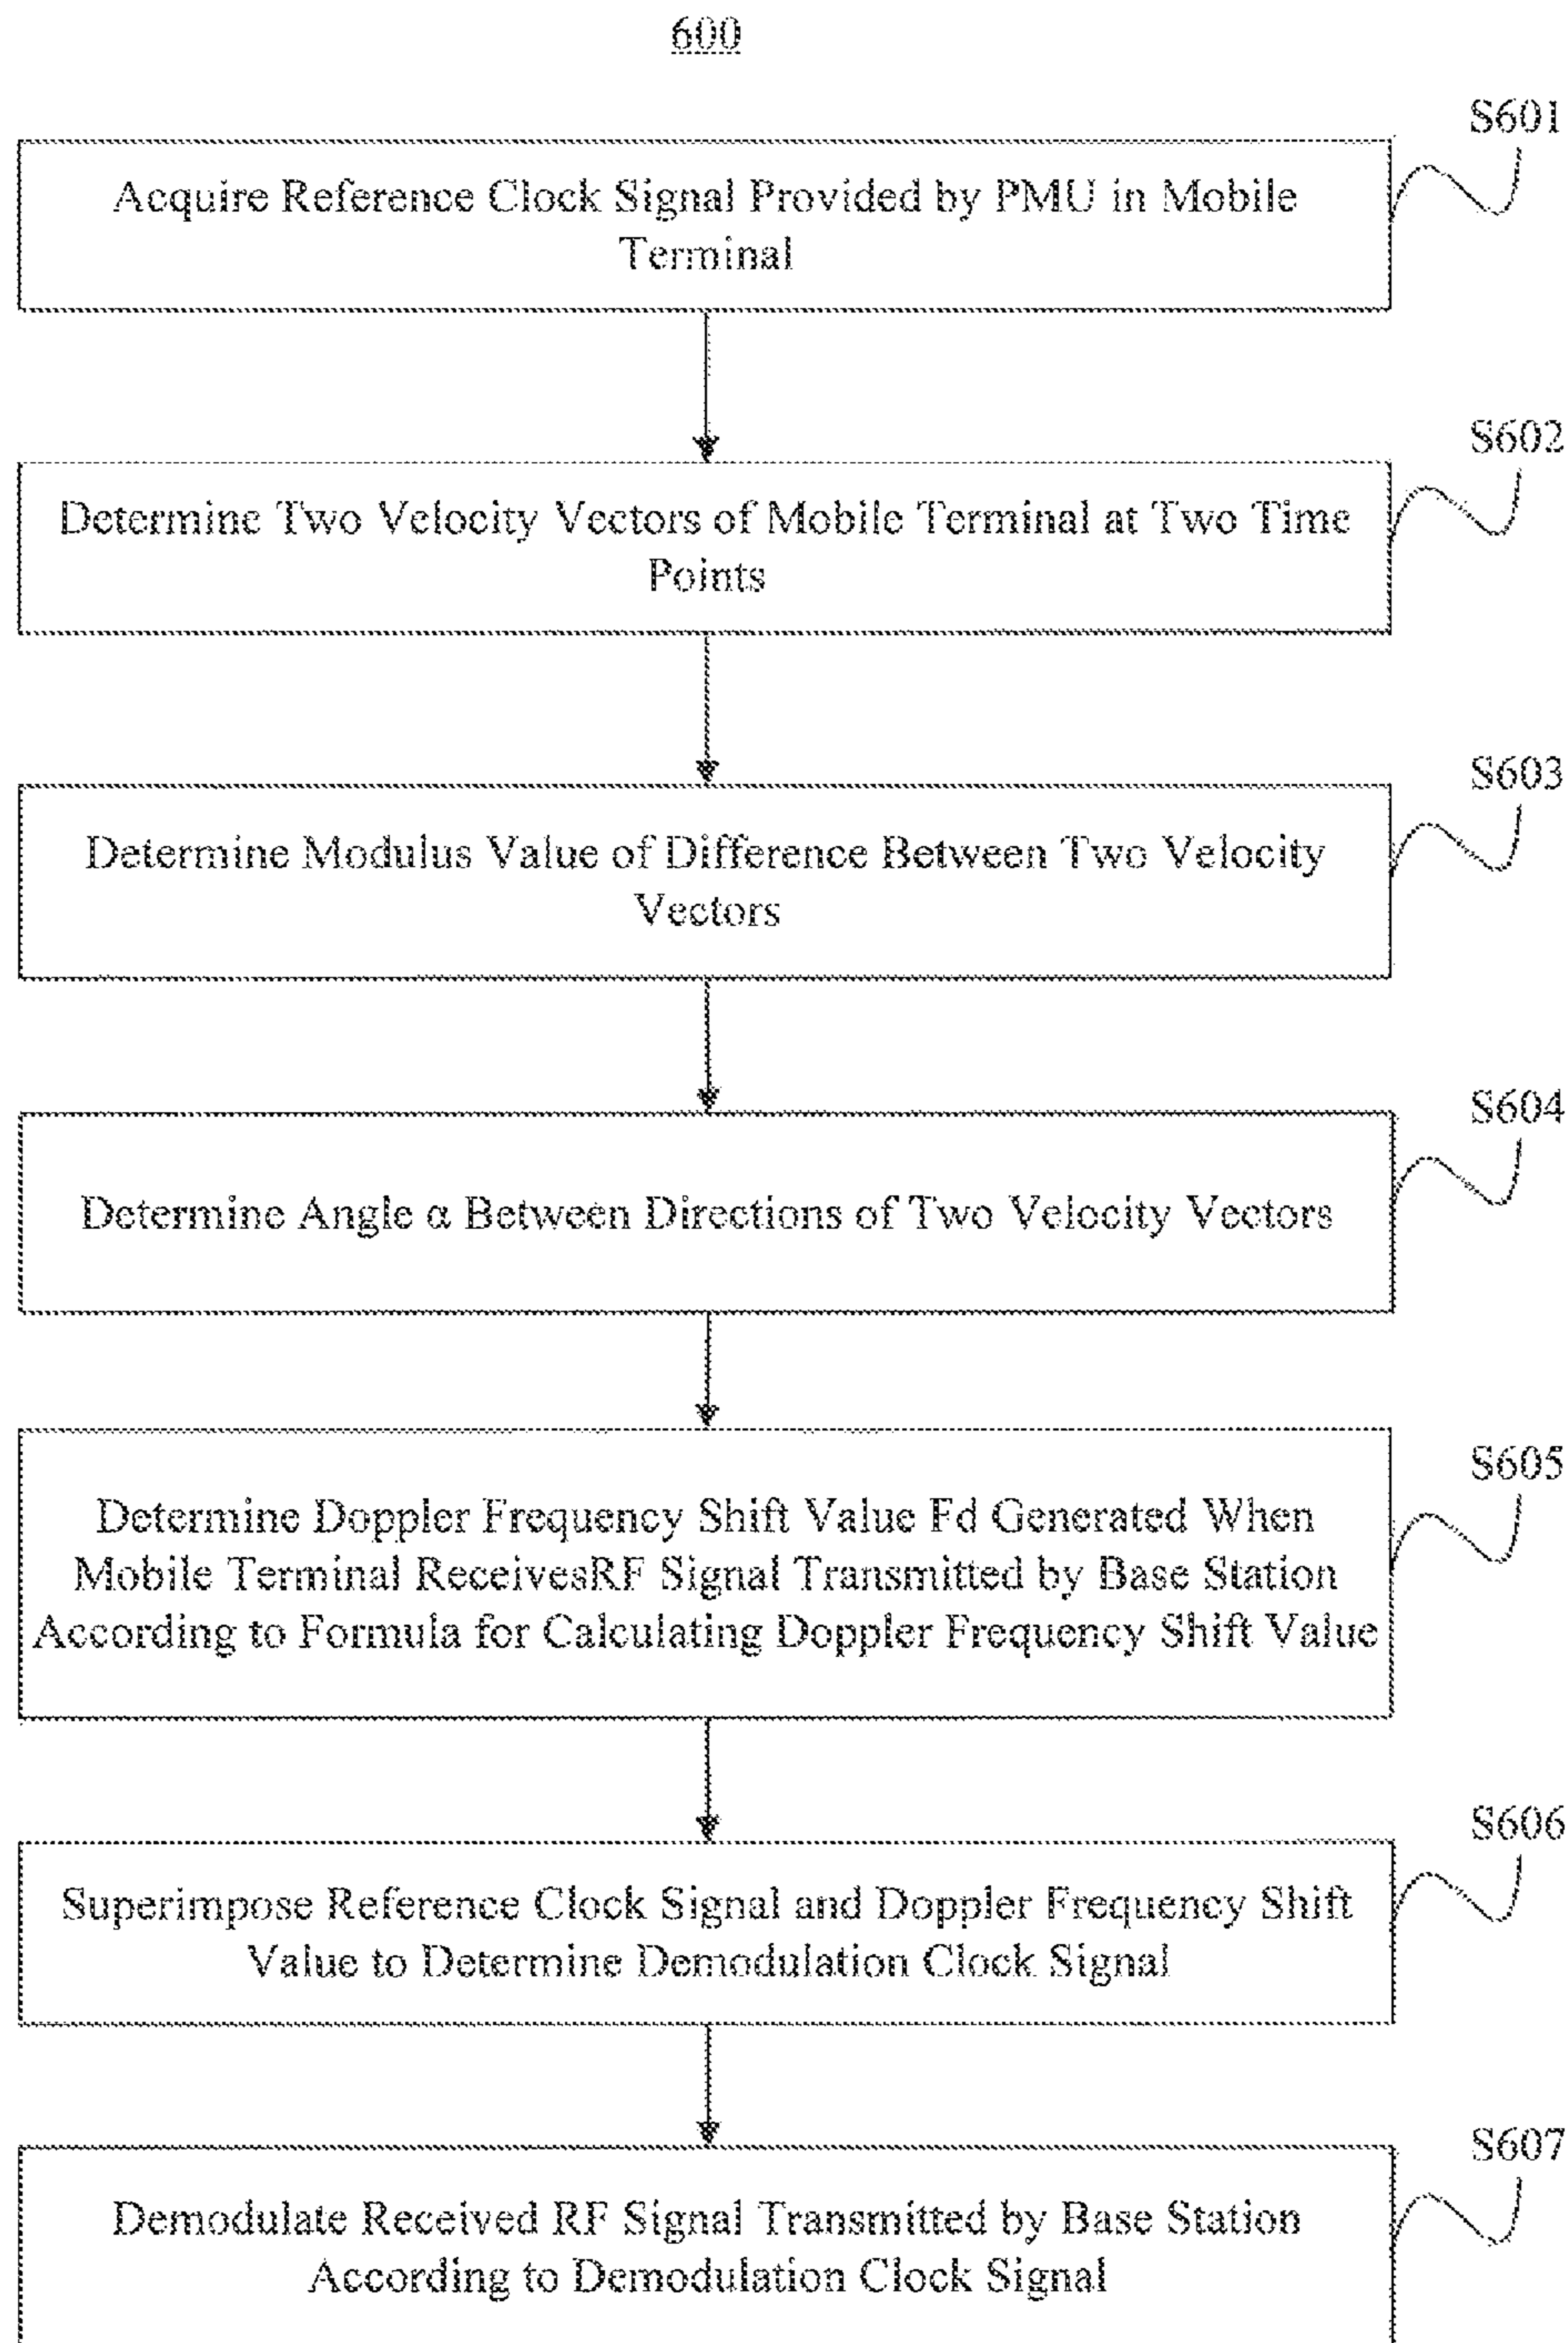 600
S601
Acquire Reference Clock Signal Provided by PMU in Mobile
Terminal
S602
Determine Two Velocity Vectors of Mobile Terminal at Two Time
Points
S603
Determine Modulus Value of Difference Between Two Velocity
Vectors
S604
Determine Angle α Between Directions of Two Velocity Vectors
S605
Determine Doppler Frequency Shift Value Fd Generated When
Mobile Terminal ReceivesRF Signal Transmitted by Base Station
According to Formula for Calculating Doppler Frequency Shift Value
S606
Superimpose Reference Clock Signal and Doppler Frequency Shift
Value to Determine Demodulation Clock Signal
S607
Demodulate Received RF Signal Transmitted by Base Station
According to Demodulation Clock Signal